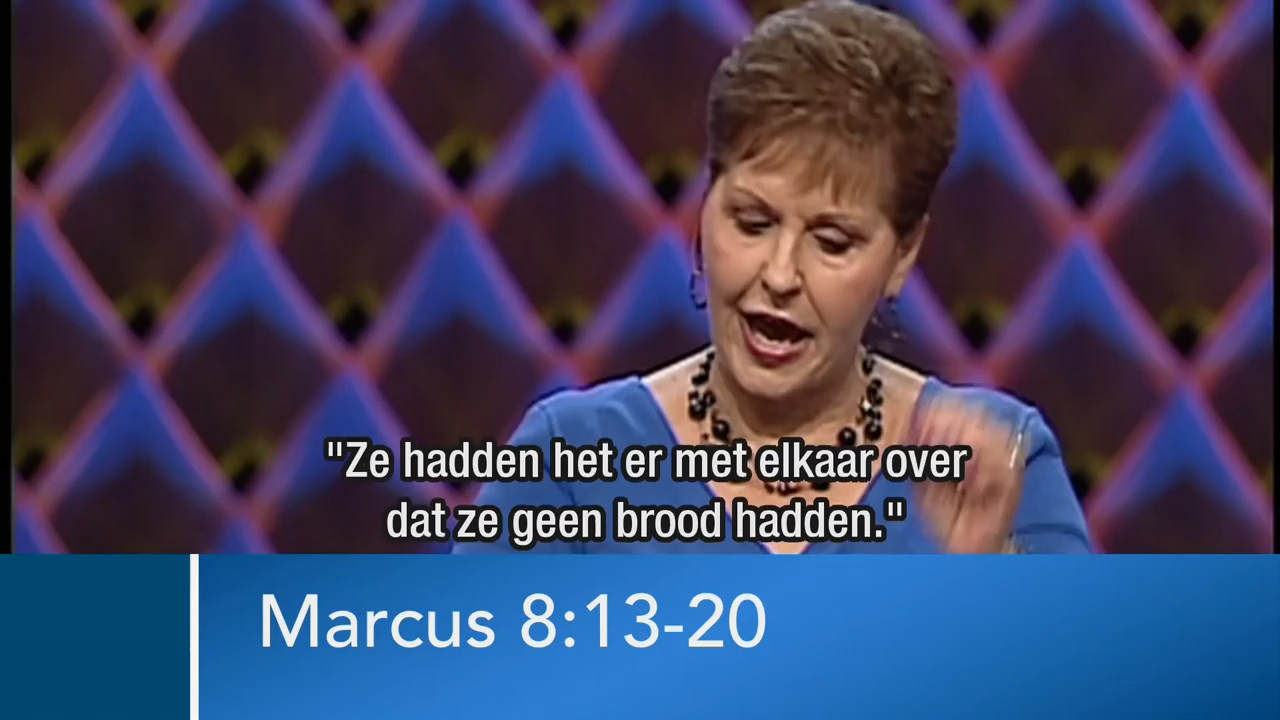 "Ze hadden het er met elkaar over
dat ze geen brood hadden."
Marcus 8:13-20